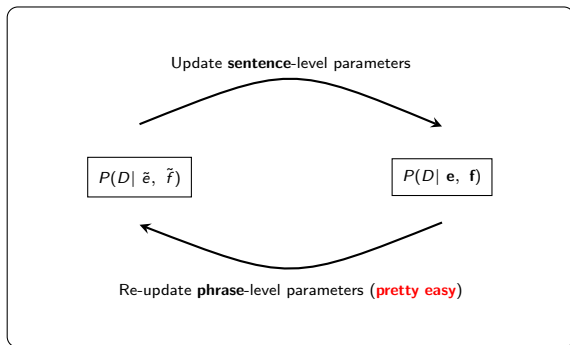 Update sentence-level parameters
P(D| ẽ, f̃) P(D| e, f)
Re-update phrase-level parameters (pretty easy)